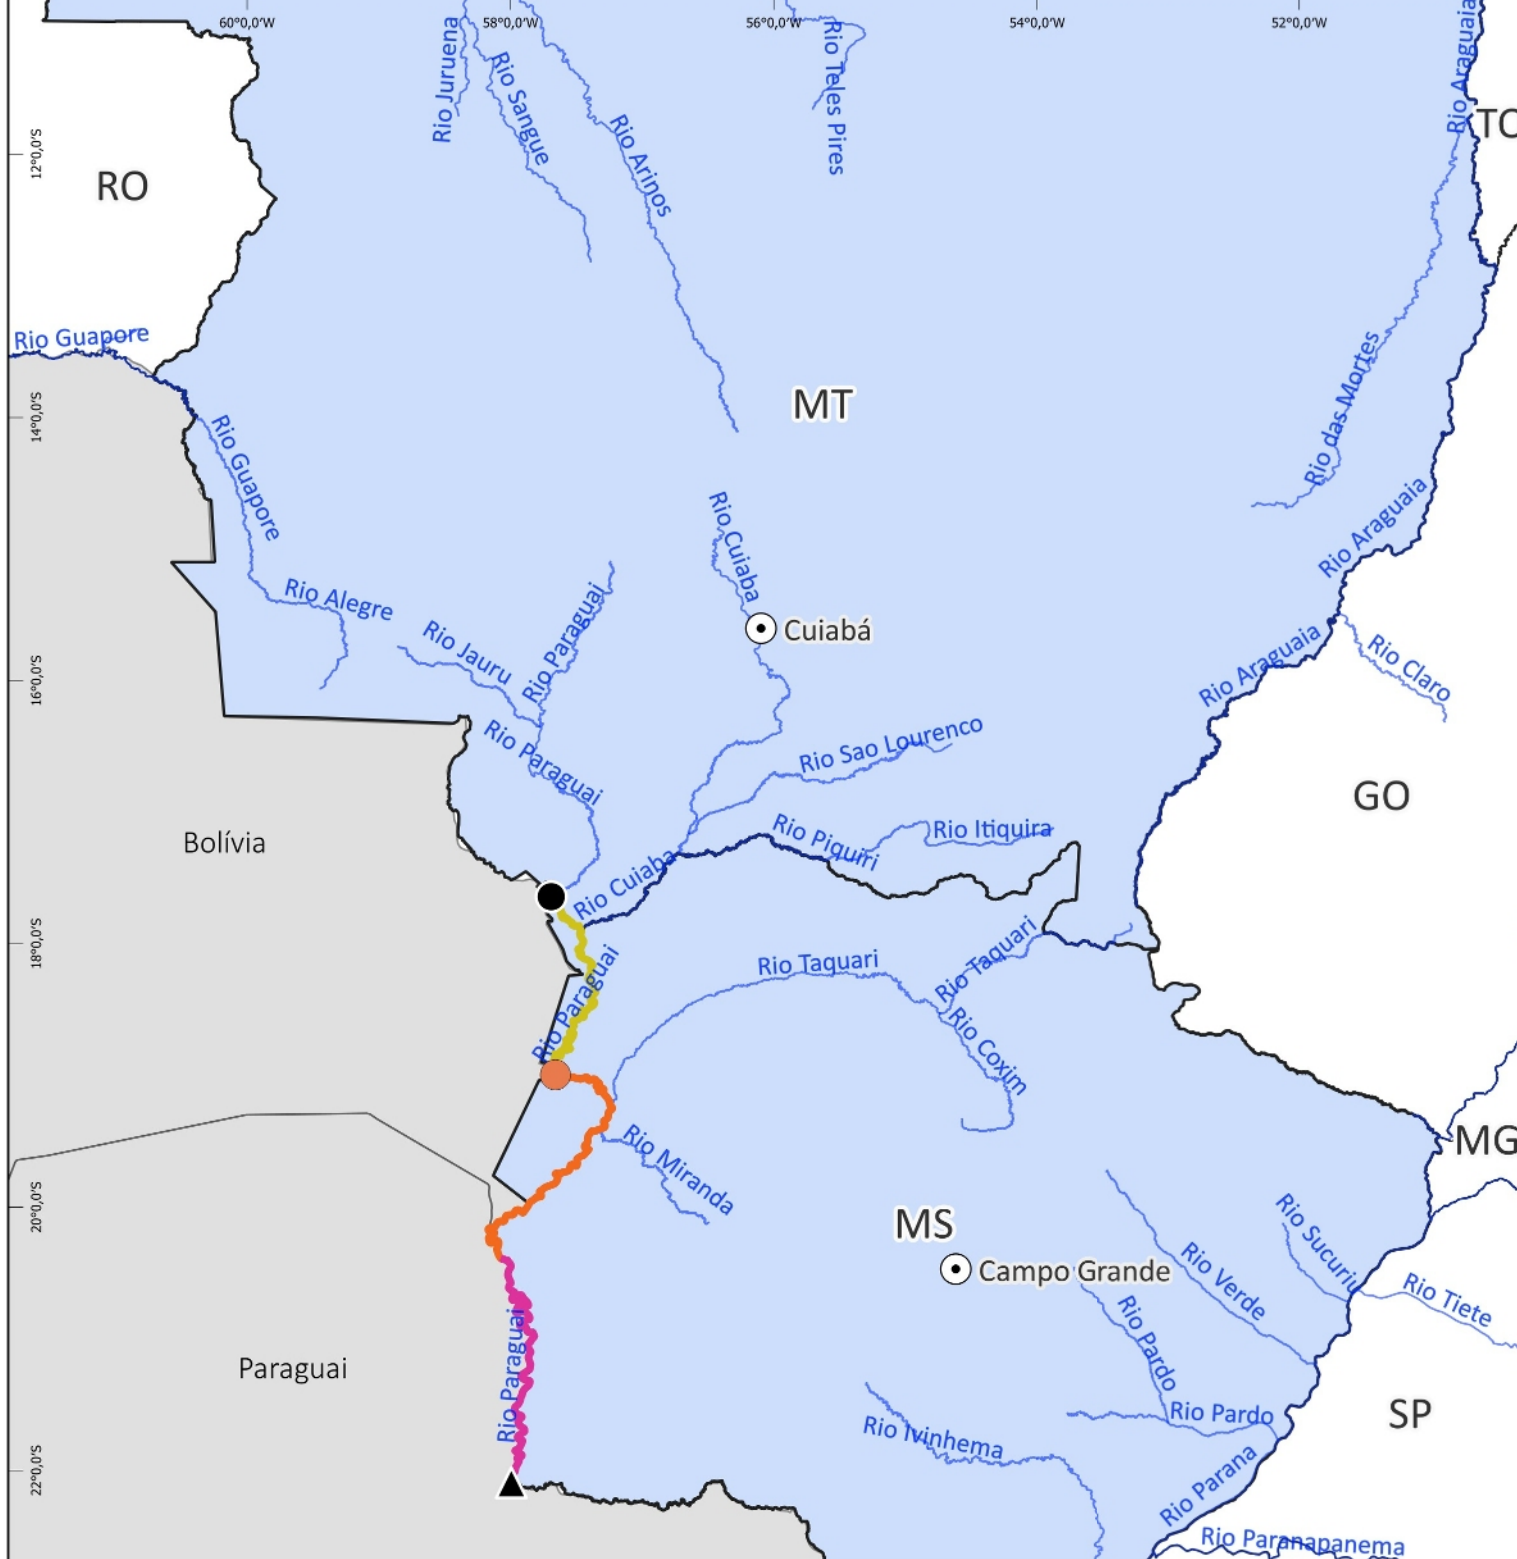 60°0,0'W
58°0,0'W
56°0,0'W
54°0,0'W
52°0,0'W
Rio Juruena
Rio Sangue
Rio Arinos
Rio Teles Pires
Rio Araguaia
TO
12°0,0'S
RO
Rio Guapore
MT
Rio das Mortes
14°0,0'S
Rio Guapore
Rio Araguaia
Rio Cuiaba
Rio Alegre
Rio Jauru
Rio Paraguai
Cuiabá
Rio Araguaia
Rio Claro
16°0,0'S
Rio Paraguai
Rio Sao Lourenco
GO
Bolívia
Rio Piquiri
Rio Itiquira
Rio Cuiaba
18°0,0'S
Rio Paraguai
Rio Taquari
Rio Taquari
Rio Coxim
MG
Rio Miranda
20°0,0'S
MS
Campo Grande
Rio Verde
Rio Sucuriu
Rio Tiete
Paraguai
Rio Paraguai
Rio Pardo
Rio Pardo
SP
Rio Ivinhema
22°0,0'S
Rio Parana
Rio Paranapanema